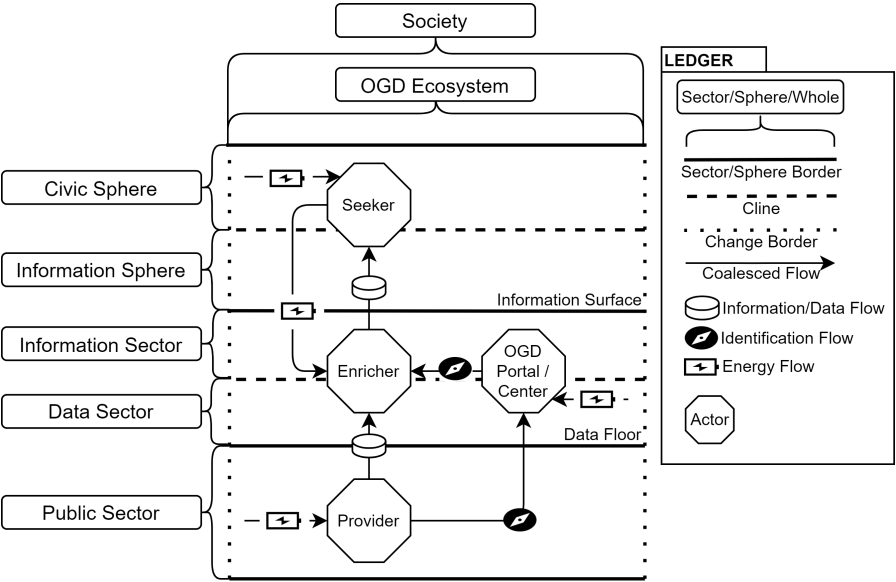 Society
OGD Ecosystem
Civic Sphere
Information Sphere
Information Sector
Data Sector
Public Sector
Seeker
Information Surface
Enricher
OGD
Portal /
Center
Data Floor
Provider
LEDGER
Sector/Sphere/Whole
Sector/Sphere Border
Cline
Change Border
Coalesced Flow
Information/Data Flow
Identification Flow
Energy Flow
Actor